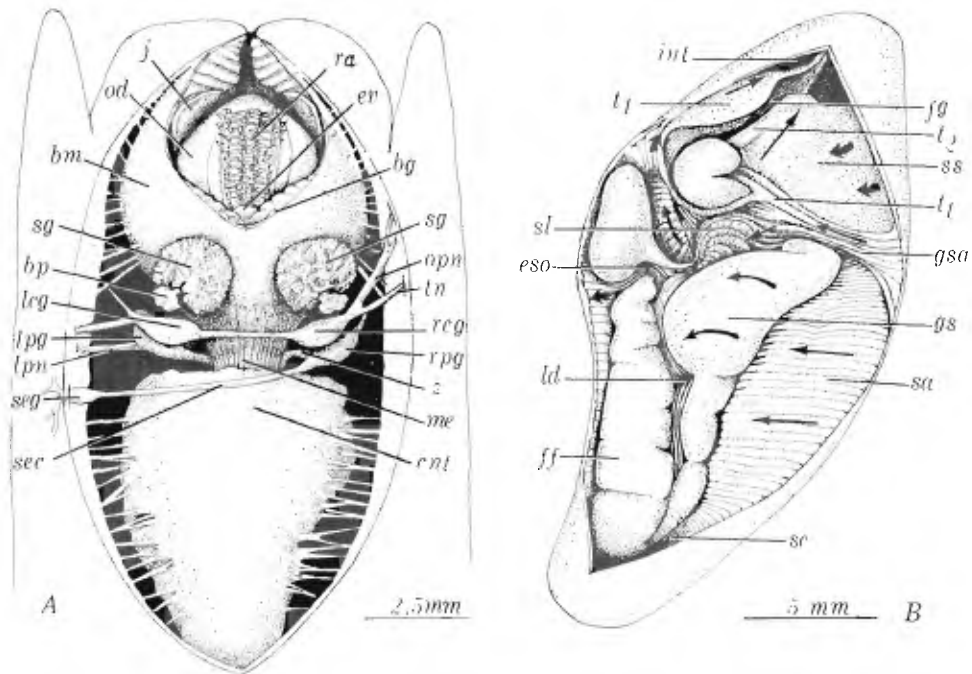 j
od
bm
sg
bp
lcg
lpg
lpn
seg
sec
A
ra
ev
bg
sg
opn
tn
rcg
rpg
z
me
cnt
2,5mm
int
t1
fg
t2
ss
t1
sl
eso
gsa
gs
ld
sa
ff
sc
5 mm
B